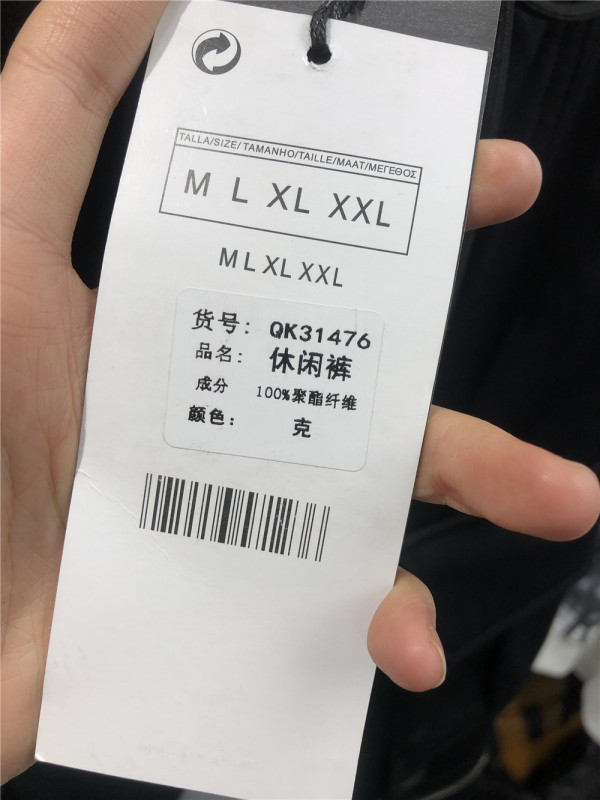 TALLA/SIZE/ TAMANHO/TAILLE/MAAT/ΜΕΓΕΘΟΣ
M L XL XXL
M L XL XXL
货号: QK31476
品名: 休闲裤
成分 100%聚酯纤维
颜色: 克